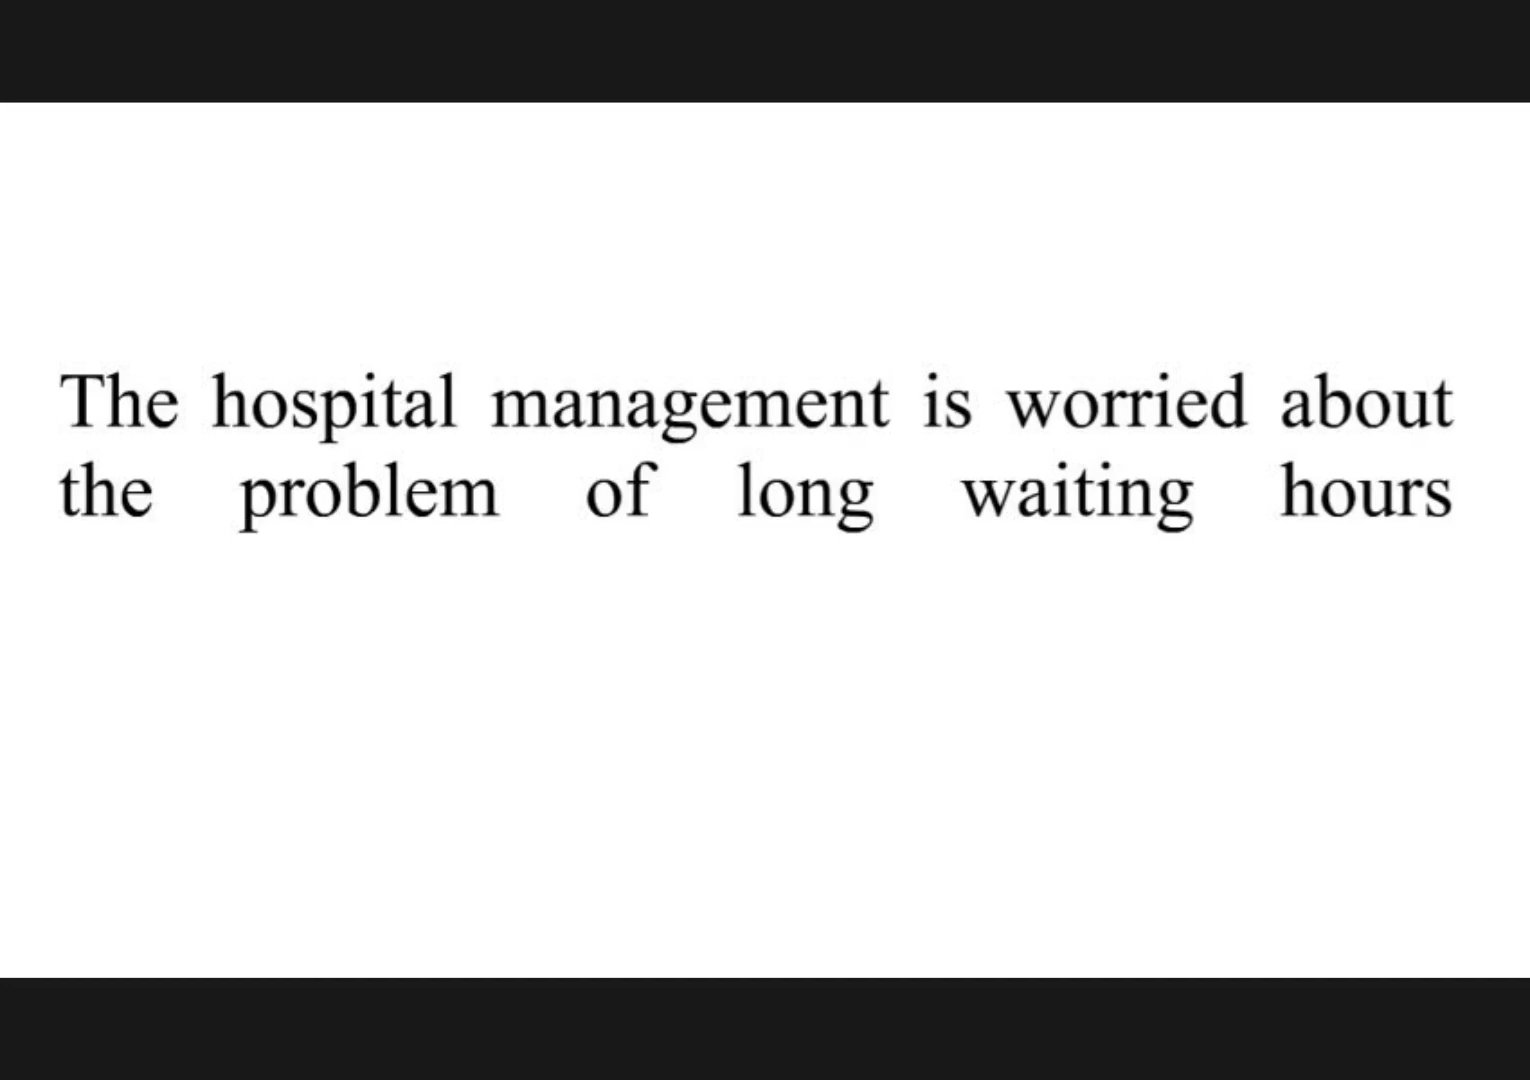 The hospital management is worried about
the problem of long waiting hours